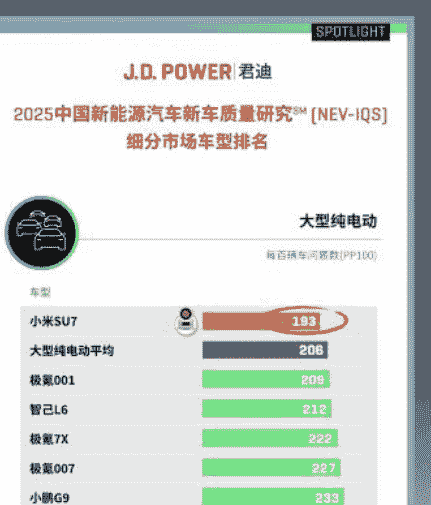 SPOTLIGHT
J.D. POWER 君迪
2025中国新能源汽车新车质量研究SM (NEV-IQS)
细分市场车型排名
大型纯电动
每百辆车问题数(PP100)
车型
小米SU7 193
大型纯电动平均 206
极氪001 209
智己L6 212
极氪7X 222
极氪007 227
小鹏G9 233